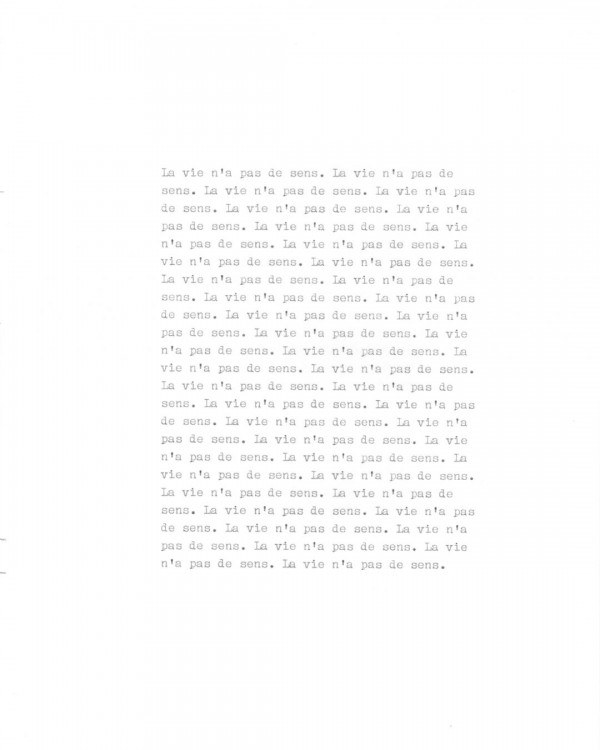 La vie n'a pas de sens. La vie n'a pas de
sens. La vie n'a pas de sens. La vie n'a pas
de sens. La vie n'a pas de sens. La vie n'a
pas de sens. La vie n'a pas de sens. La vie
n'a pas de sens. La vie n'a pas de sens. La
vie n'a pas de sens. La vie n'a pas de sens.
La vie n'a pas de sens. La vie n'a pas de
sens. La vie n'a pas de sens. La vie n'a pas
de sens. La vie n'a pas de sens. La vie n'a
pas de sens. La vie n'a pas de sens. La vie
n'a pas de sens. La vie n'a pas de sens. La
vie n'a pas de sens. La vie n'a pas de sens.
La vie n'a pas de sens. La vie n'a pas de
sens. La vie n'a pas de sens. La vie n'a pas
de sens. La vie n'a pas de sens. La vie n'a
pas de sens. La vie n'a pas de sens. La vie
n'a pas de sens. La vie n'a pas de sens. La
vie n'a pas de sens. La vie n'a pas de sens.
La vie n'a pas de sens. La vie n'a pas de
sens. La vie n'a pas de sens. La vie n'a pas
de sens. La vie n'a pas de sens. La vie n'a
pas de sens. La vie n'a pas de sens. La vie
n'a pas de sens. La vie n'a pas de sens.